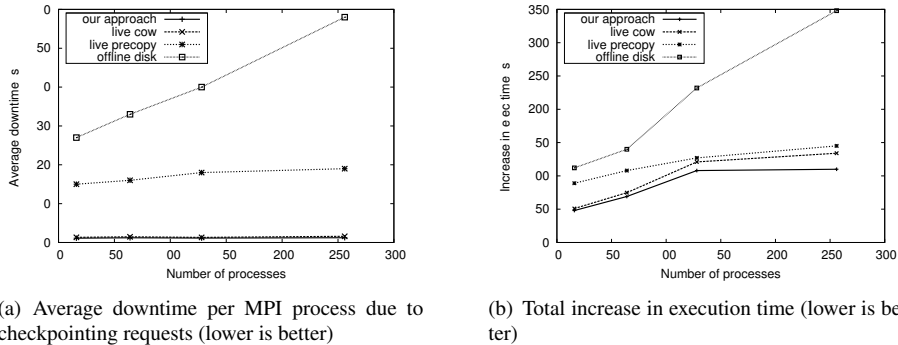 our approach
live cow
live precopy
offline disk
0
50
0
30
20
0
0
Average downtime s
0 50 00 50 200 250 300
Number of processes
(a) Average downtime per MPI process due to
checkpointing requests (lower is better)
our approach
live cow
live precopy
offline disk
350
300
250
200
50
00
50
0
Increase in e ec time s
0 50 00 50 200 250 300
Number of processes
(b) Total increase in execution time (lower is be
ter)